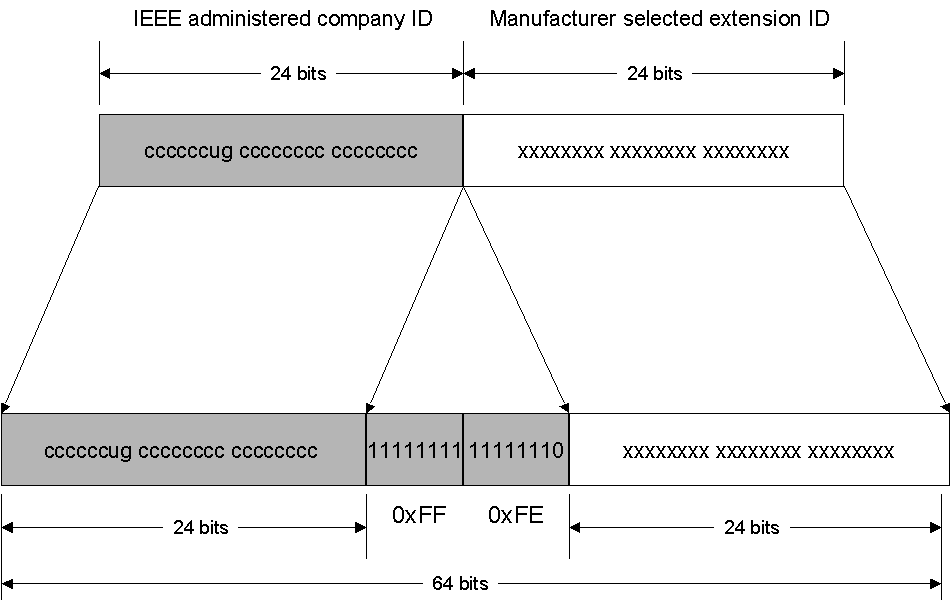 IEEE administered company ID Manufacturer selected extension ID
24 bits 24 bits
ccccccug cccccccc cccccccc xxxxxxxx xxxxxxxx xxxxxxxx
ccccccug cccccccc cccccccc 11111111 11111110 xxxxxxxx xxxxxxxx xxxxxxxx
0xFF 0xFE
24 bits 24 bits
64 bits